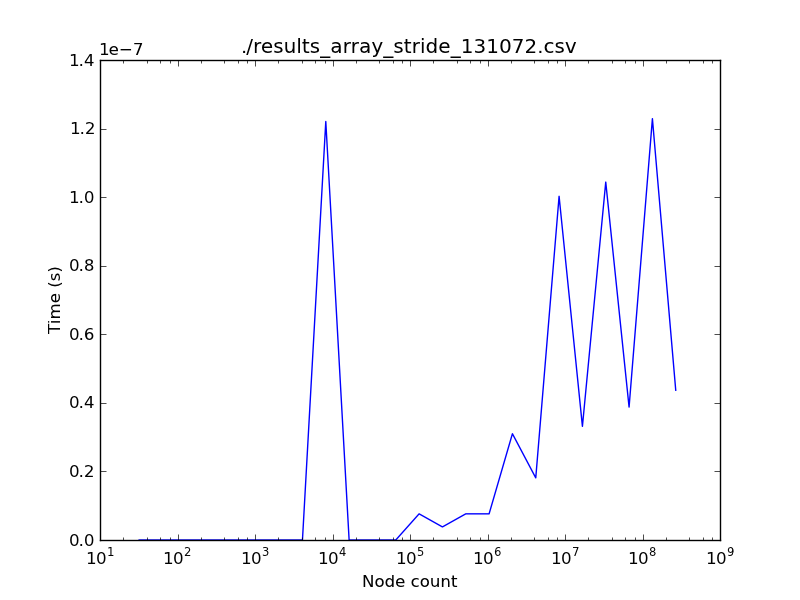 ./results_array_stride_131072.csv
1e−7
1.4
1.2
1.0
0.8
0.6
0.4
0.2
0.0
Time (s)
10¹ 10² 10³ 10⁴ 10⁵ 10⁶ 10⁷ 10⁸ 10⁹
Node count